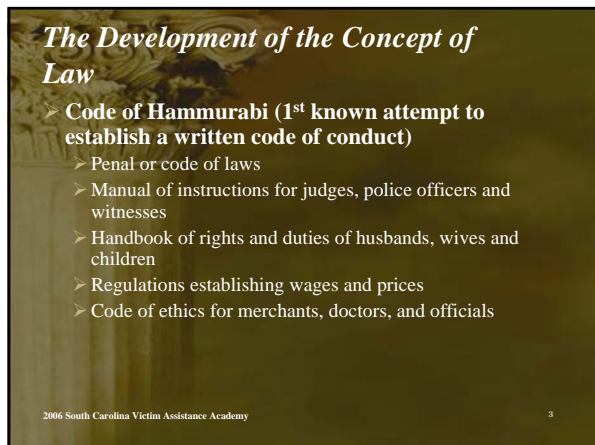 The Development of the Concept of
Law
➢ Code of Hammurabi (1st known attempt to
establish a written code of conduct)
➢ Penal or code of laws
➢ Manual of instructions for judges, police officers and
witnesses
➢ Handbook of rights and duties of husbands, wives and
children
➢ Regulations establishing wages and prices
➢ Code of ethics for merchants, doctors, and officials
2006 South Carolina Victim Assistance Academy 3